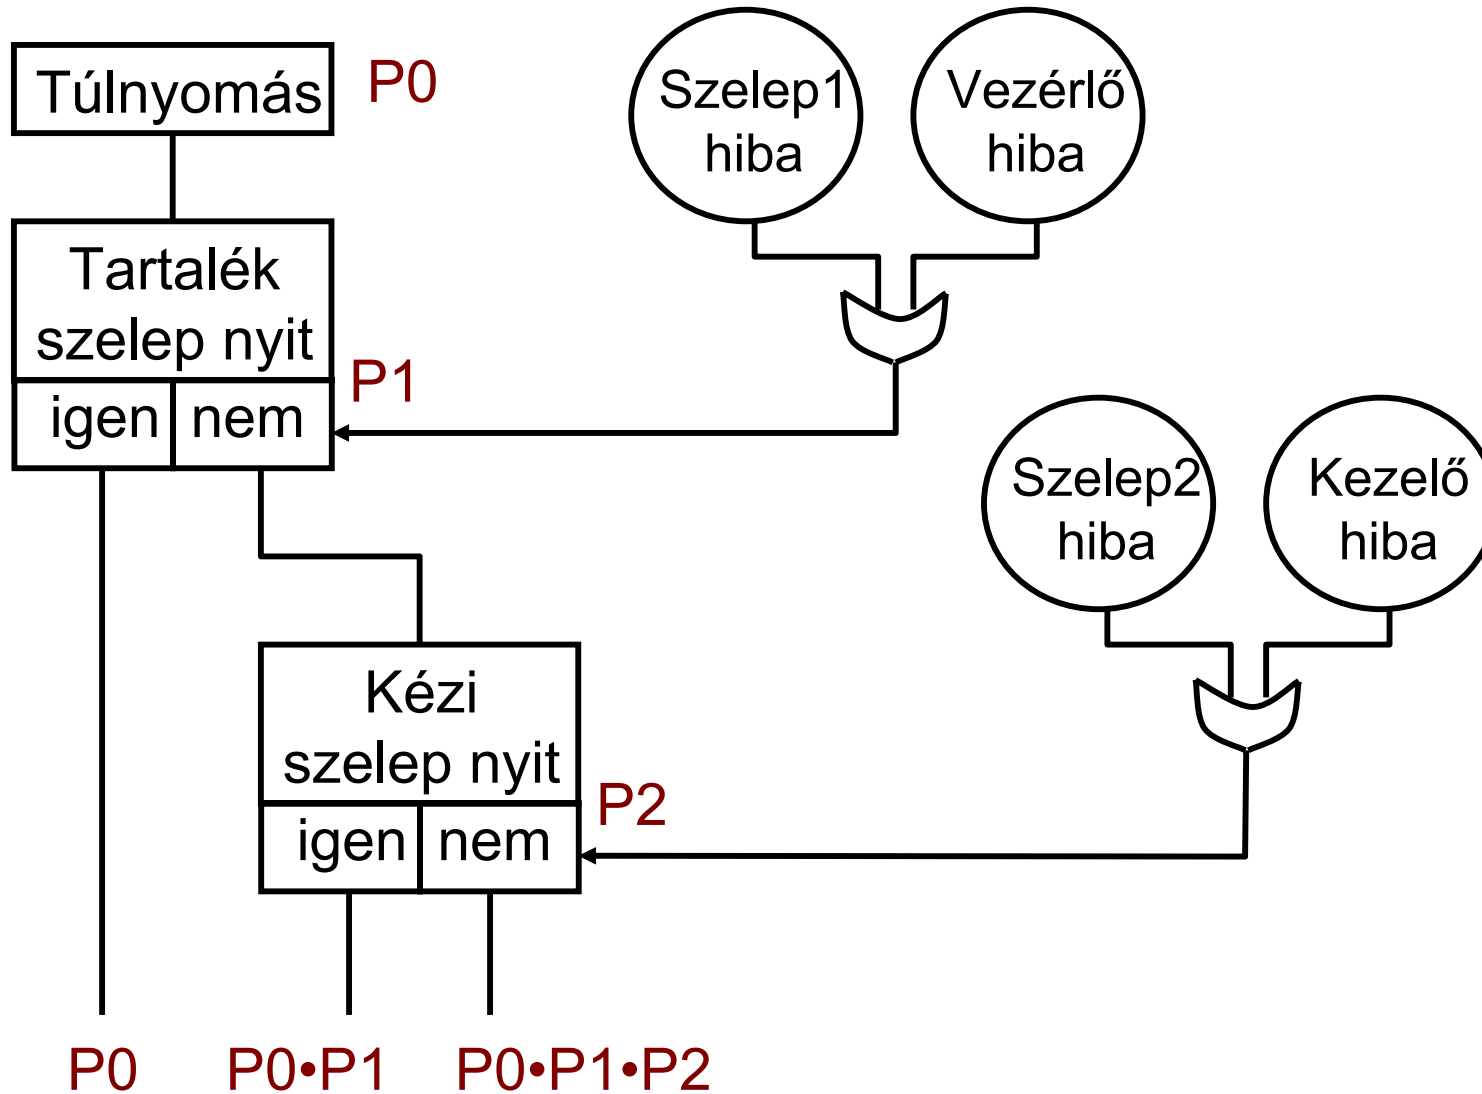 Túlnyomás
P0
Szelep1
hiba
Vezérlő
hiba
Tartalék
szelep nyit
igen
nem
P1
Szelep2
hiba
Kezelő
hiba
Kézi
szelep nyit
igen
nem
P2
P0
P0•P1
P0•P1•P2